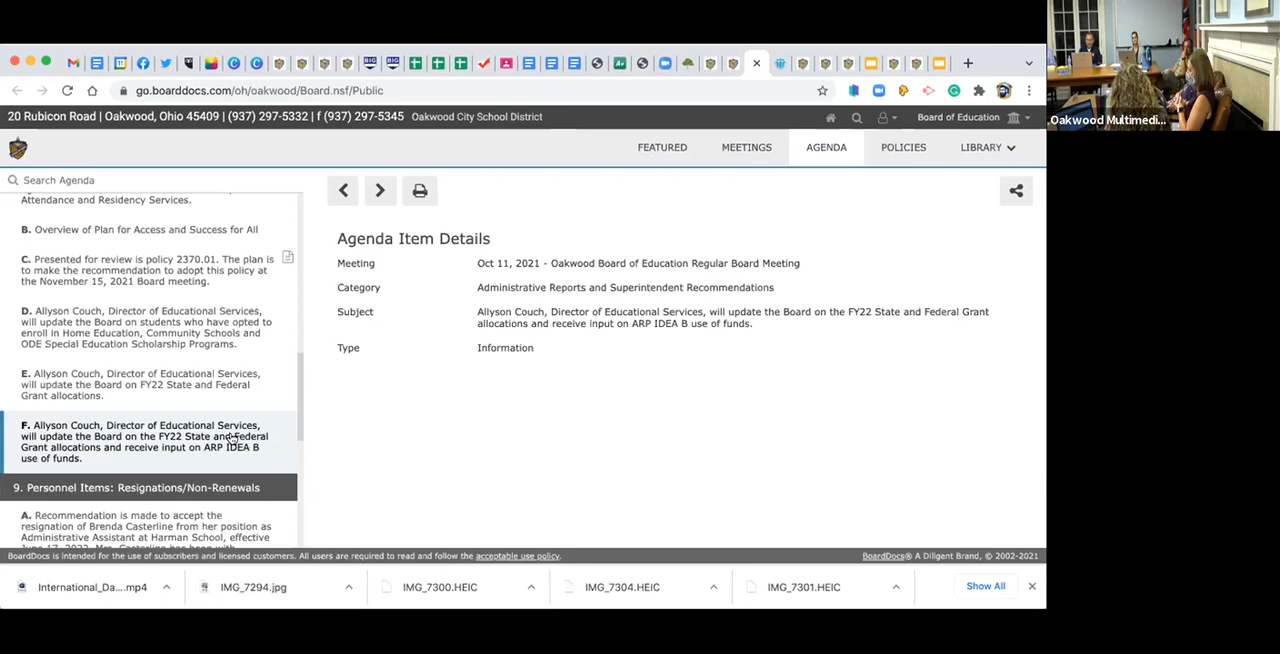 go.boarddocs.com/oh/oakwood/Board.nsf/Public
20 Rubicon Road | Oakwood, Ohio 45409 | (937) 297-5332 | f (937) 297-5345 Oakwood City School District
Board of Education
FEATURED MEETINGS AGENDA POLICIES LIBRARY
Search Agenda
Attendance and Residency Services.
B. Overview of Plan for Access and Success for All
C. Presented for review is policy 2370.01. The plan is
to make the recommendation to adopt this policy at
the November 15, 2021 Board meeting.
D. Allyson Couch, Director of Educational Services,
will update the Board on students who have opted to
enroll in Home Education, Community Schools and
ODE Special Education Scholarship Programs.
E. Allyson Couch, Director of Educational Services,
will update the Board on FY22 State and Federal
Grant allocations.
F. Allyson Couch, Director of Educational Services,
will update the Board on the FY22 State and Federal
Grant allocations and receive input on ARP IDEA B
use of funds.
9. Personnel Items: Resignations/Non-Renewals
A. Recommendation is made to accept the
resignation of Brenda Casterline from her position as
Administrative Assistant at Harman School, effective
Agenda Item Details
Meeting Oct 11, 2021 - Oakwood Board of Education Regular Board Meeting
Category Administrative Reports and Superintendent Recommendations
Subject Allyson Couch, Director of Educational Services, will update the Board on the FY22 State and Federal Grant
allocations and receive input on ARP IDEA B use of funds.
Type Information
BoardDocs is intended for the use of subscribers and licensed customers. All users are required to read and follow the acceptable use policy.
BoardDocs® A Diligent Brand, © 2002-2021
International_Da....mp4
IMG_7294.jpg
IMG_7300.HEIC
IMG_7304.HEIC
IMG_7301.HEIC
Show All
Oakwood Multimedi...